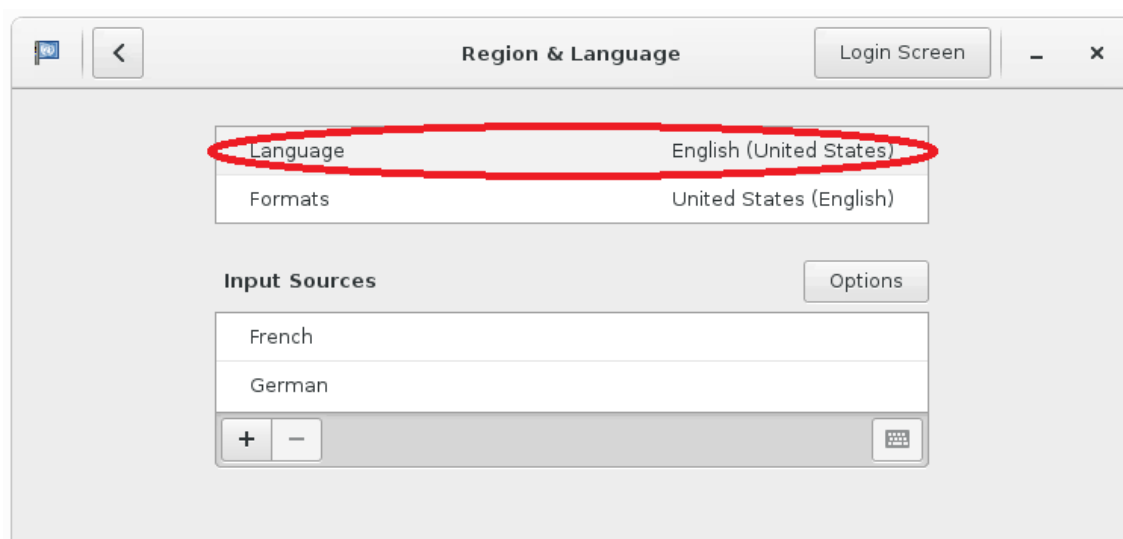 Region & Language Login Screen
Language English (United States)
Formats United States (English)
Input Sources Options
French
German